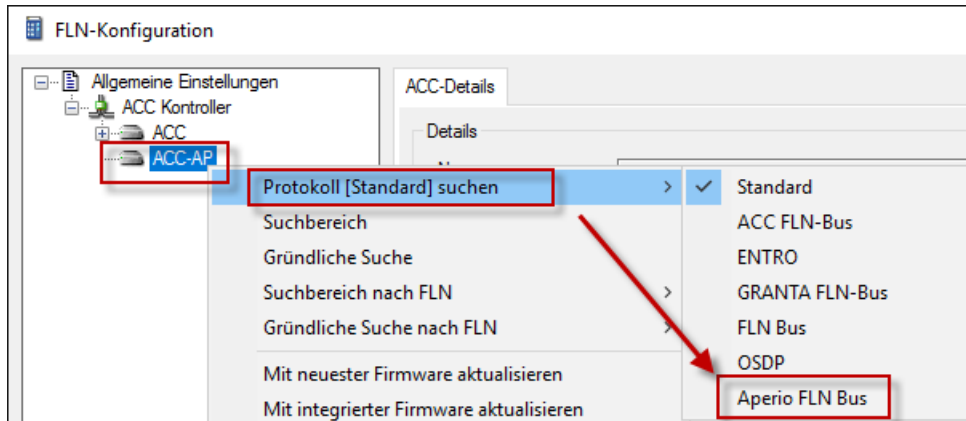 FLN-Konfiguration
Allgemeine Einstellungen
ACC Kontroller
ACC
ACC-AP
ACC-Details
Details
Protokoll [Standard] suchen
Suchbereich
Gründliche Suche
Suchbereich nach FLN
Gründliche Suche nach FLN
Mit neuester Firmware aktualisieren
Mit integrierter Firmware aktualisieren
Standard
ACC FLN-Bus
ENTRO
GRANTA FLN-Bus
FLN Bus
OSDP
Aperio FLN Bus